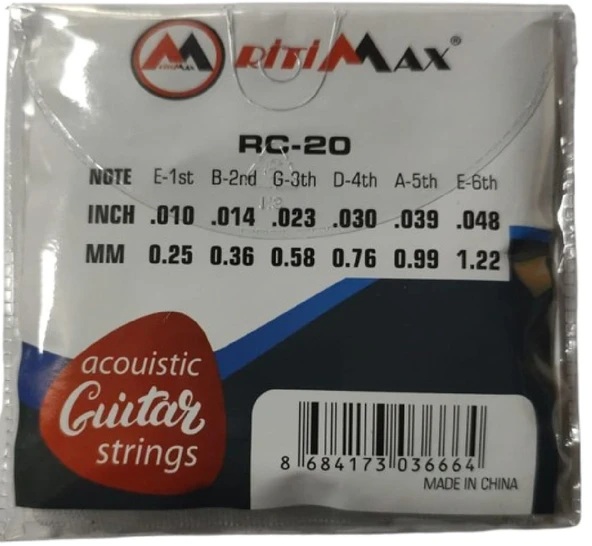 RitiMAX®
RC-20
NOTE E-1st B-2nd G-3th D-4th A-5th E-6th
INCH .010 .014 .023 .030 .039 .048
MM 0.25 0.36 0.58 0.76 0.99 1.22
acouistic
Guitar
strings
8 684173 036664
MADE IN CHINA